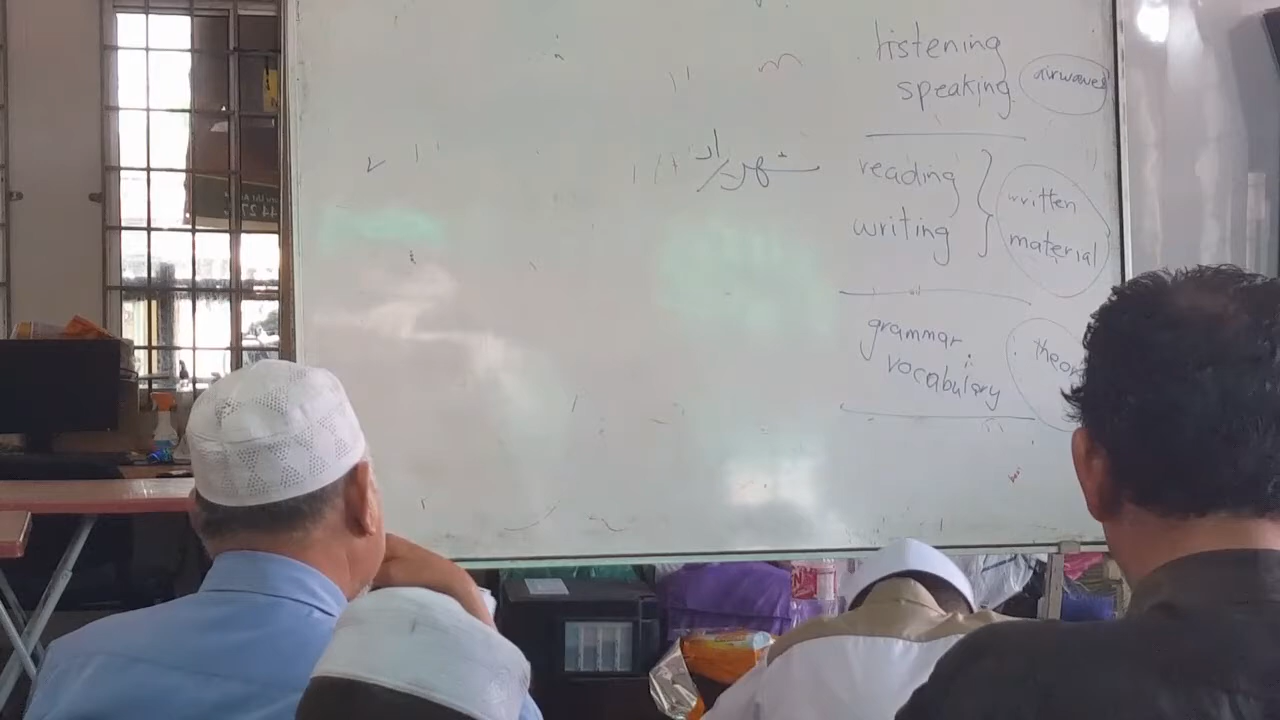 listening
speaking
airwaves
reading
writing
written
material
grammar
vocabulary